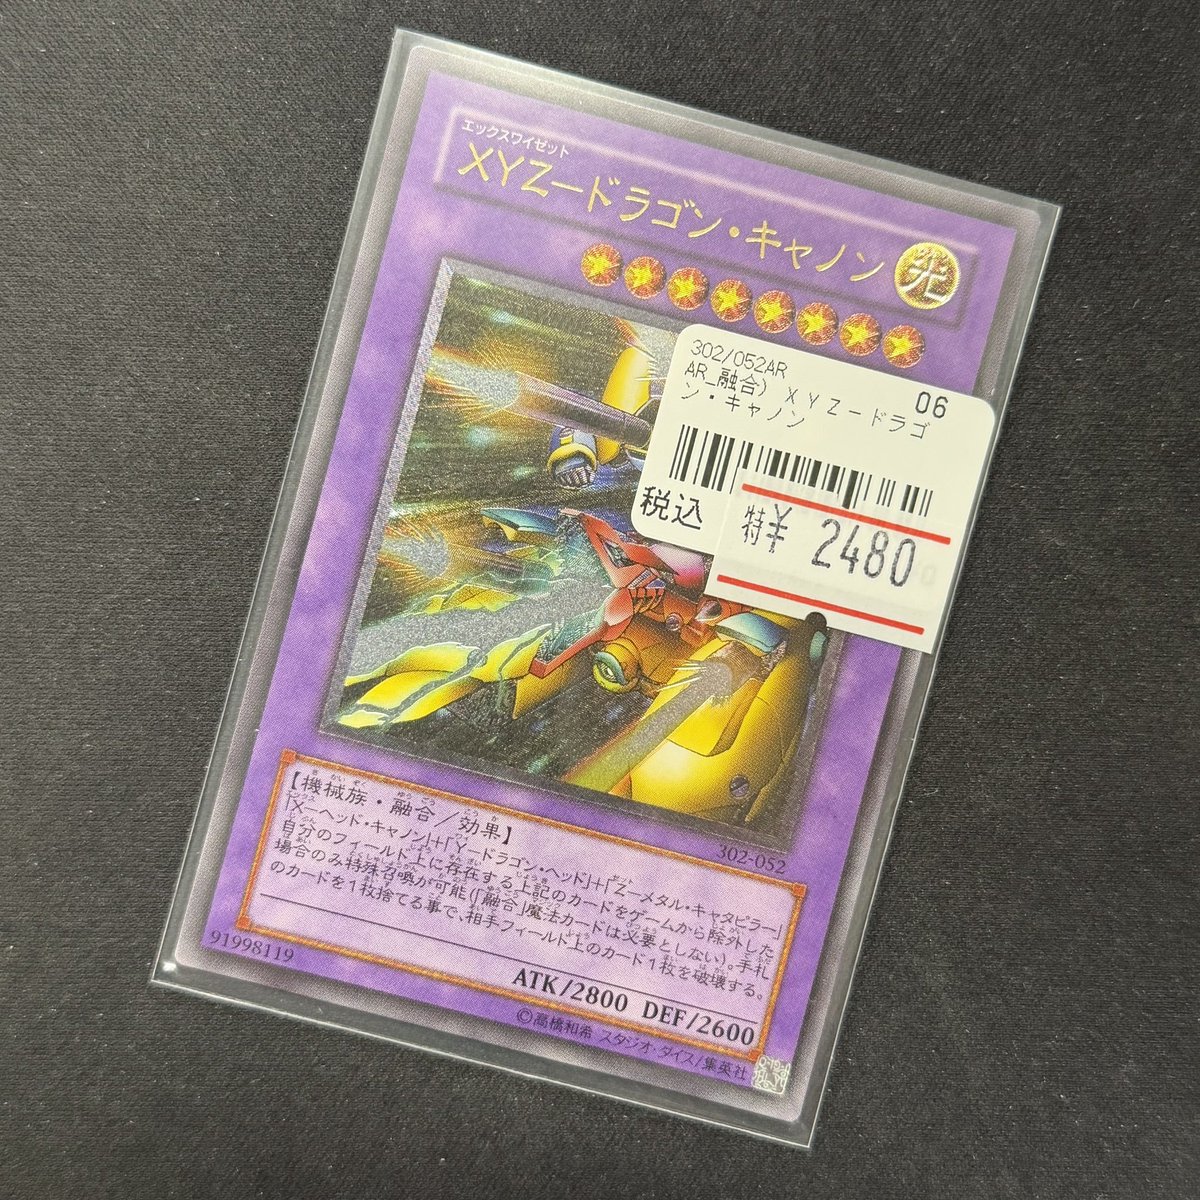 エックスワイゼット
XYZ－ドラゴン・キャノン
光
302/052AR
06
AR_融合） ＸＹＺ－ドラゴ
ン・キャノン
税込
特￥ 2480
302-052
【機械族・融合／効果】
「X－ヘッド・キャノン」＋「Y－ドラゴン・ヘッド」＋「Z－メタル・キャタピラー」
自分のフィールド上に存在する上記のカードをゲームから除外した
場合のみ特殊召喚が可能（「融合」魔法カードは必要としない）。手札
のカードを１枚捨てる事で、相手フィールド上のカード１枚を破壊する。
ATK/2800 DEF/2600
91998119
©高橋和希 スタジオ・ダイス/集英社